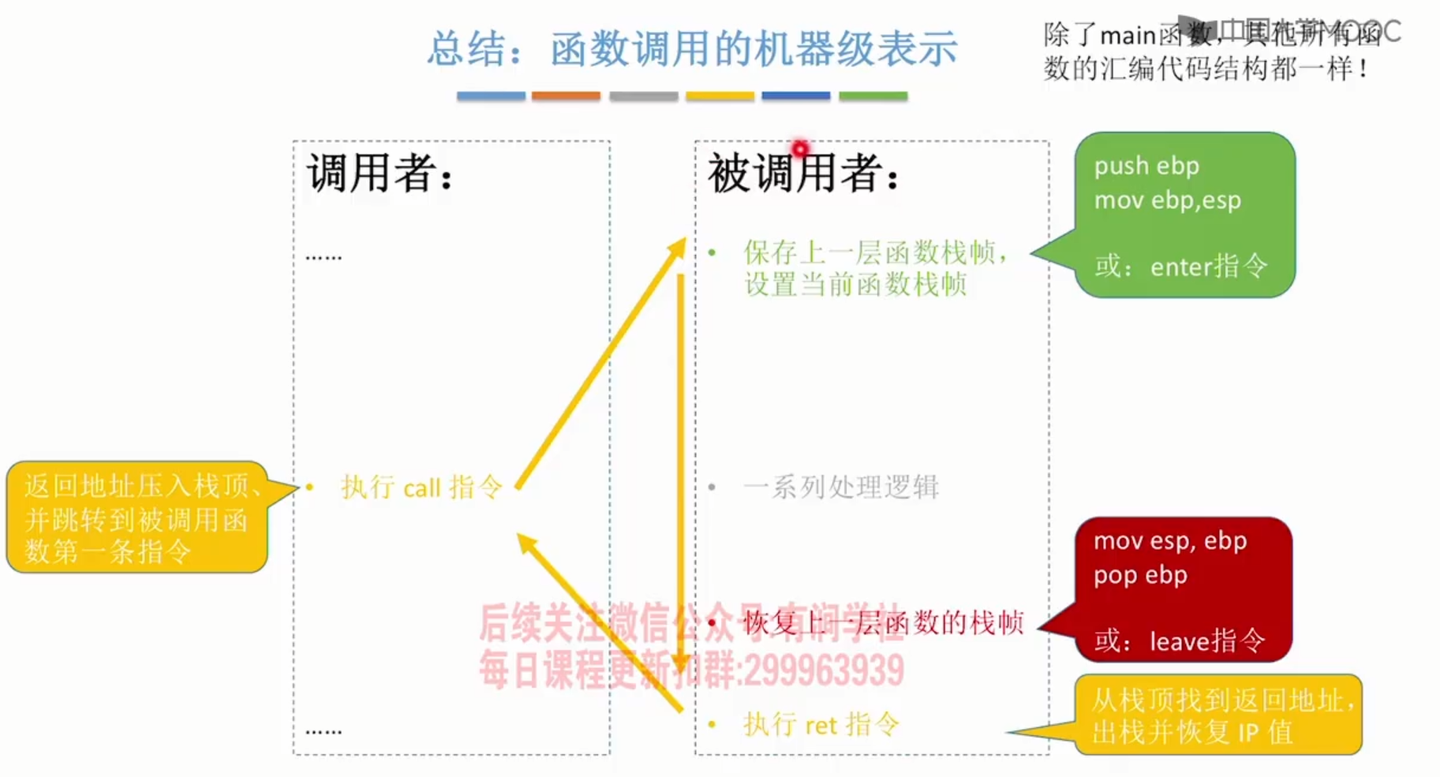 总结：函数调用的机器级表示
中国大学MOOC
除了main函数，其他所有函
数的汇编代码结构都一样！
调用者：
……
返回地址压入栈顶、
并跳转到被调用函
数第一条指令
• 执行 call 指令
……
被调用者：
• 保存上一层函数栈帧，
设置当前函数栈帧
push ebp
mov ebp,esp
或：enter指令
• 一系列处理逻辑
• 恢复上一层函数的栈帧
mov esp, ebp
pop ebp
或：leave指令
• 执行 ret 指令
从栈顶找到返回地址，
出栈并恢复 IP 值
后续关注微信公众号:有涧学社
每日课程更新扣群:299963939